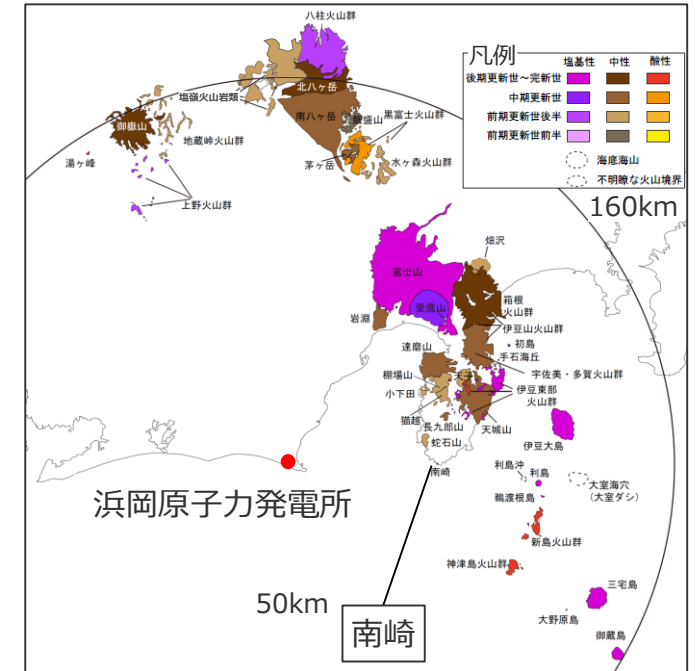 八柱火山群
凡例
塩基性 中性 酸性
後期更新世～完新世
中期更新世
前期更新世後半
前期更新世前半
海底海山
不明瞭な火山境界
160km
塩嶺火山岩類
北八ヶ岳
御嶽山
南八ヶ岳
飯盛山
黒富士火山群
地蔵峠火山群
湯ヶ峰
茅ヶ岳
水ヶ森火山群
上野火山群
畑沢
富士山
愛鷹山
箱根
火山群
岩淵
伊豆山火山群
初島
達磨山
手石海丘
棚場山
天子
宇佐美・多賀火山群
小下田
伊豆東部
火山群
猫越
長九郎山
天城山
蛇石山
伊豆大島
南崎
利島沖
利島
大室海穴
(大室ダシ)
浜岡原子力発電所
鵜渡根島
新島火山群
神津島火山群
三宅島
50km
南崎
大野原島
御蔵島